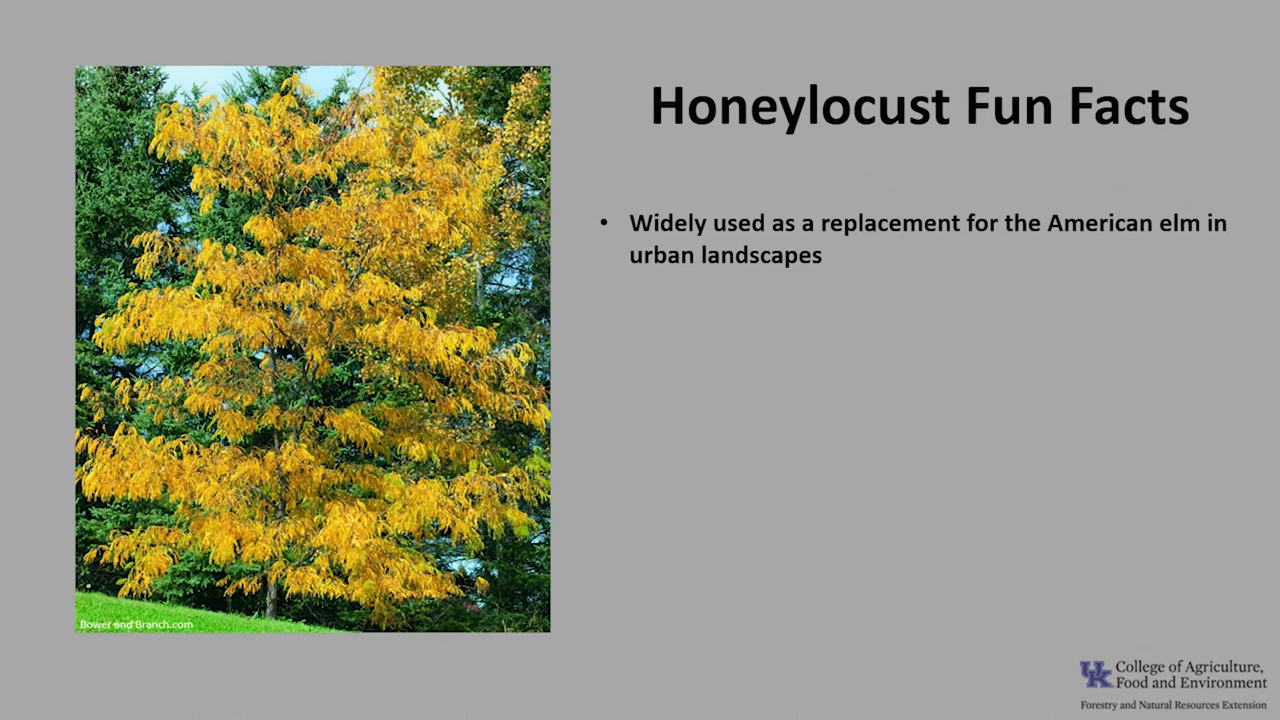 Honeylocust Fun Facts
• Widely used as a replacement for the American elm in
urban landscapes
Bower and Branch.com
UK College of Agriculture,
Food and Environment
Forestry and Natural Resources Extension